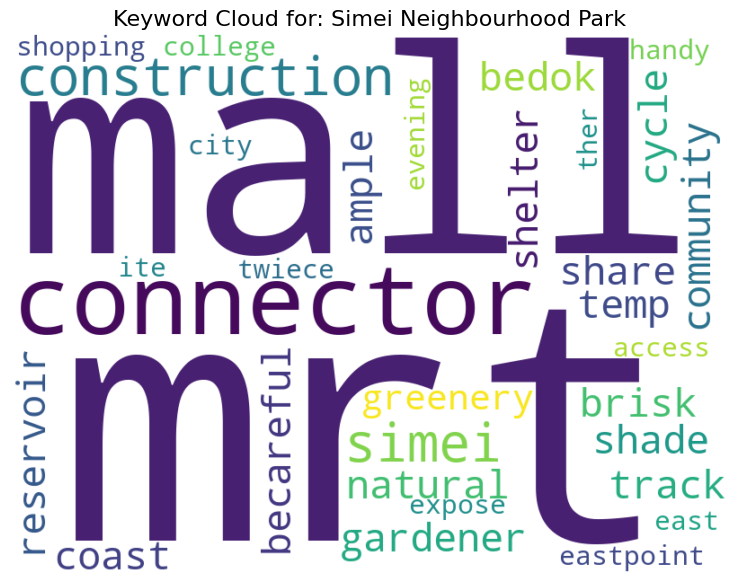 Keyword Cloud for: Simei Neighbourhood Park
shopping
college
handy
construction
mall
bedok
evening
cycle
ther
shelter
community
city
ample
ite
twiece
share
connector
temp
mrt
access
reservoir
becareful
greenery
brisk
simei
shade
natural
track
expose
east
gardener
coast
eastpoint